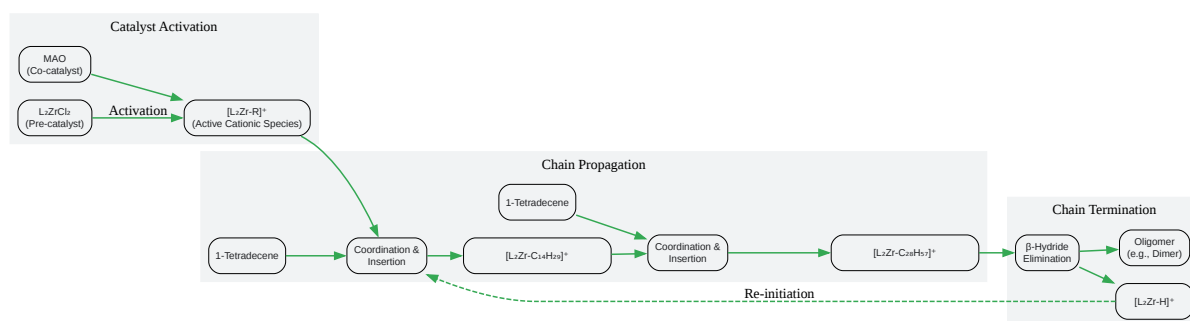 Catalyst Activation
MAO
(Co-catalyst)
L₂ZrCl₂
(Pre-catalyst)
Activation
[L₂Zr-R]⁺
(Active Cationic Species)
Chain Propagation
1-Tetradecene
1-Tetradecene
Coordination &
Insertion
[L₂Zr-C₁₄H₂₉]⁺
Coordination &
Insertion
[L₂Zr-C₂₈H₅₇]⁺
Chain Termination
β-Hydride
Elimination
Oligomer
(e.g., Dimer)
[L₂Zr-H]⁺
Re-initiation